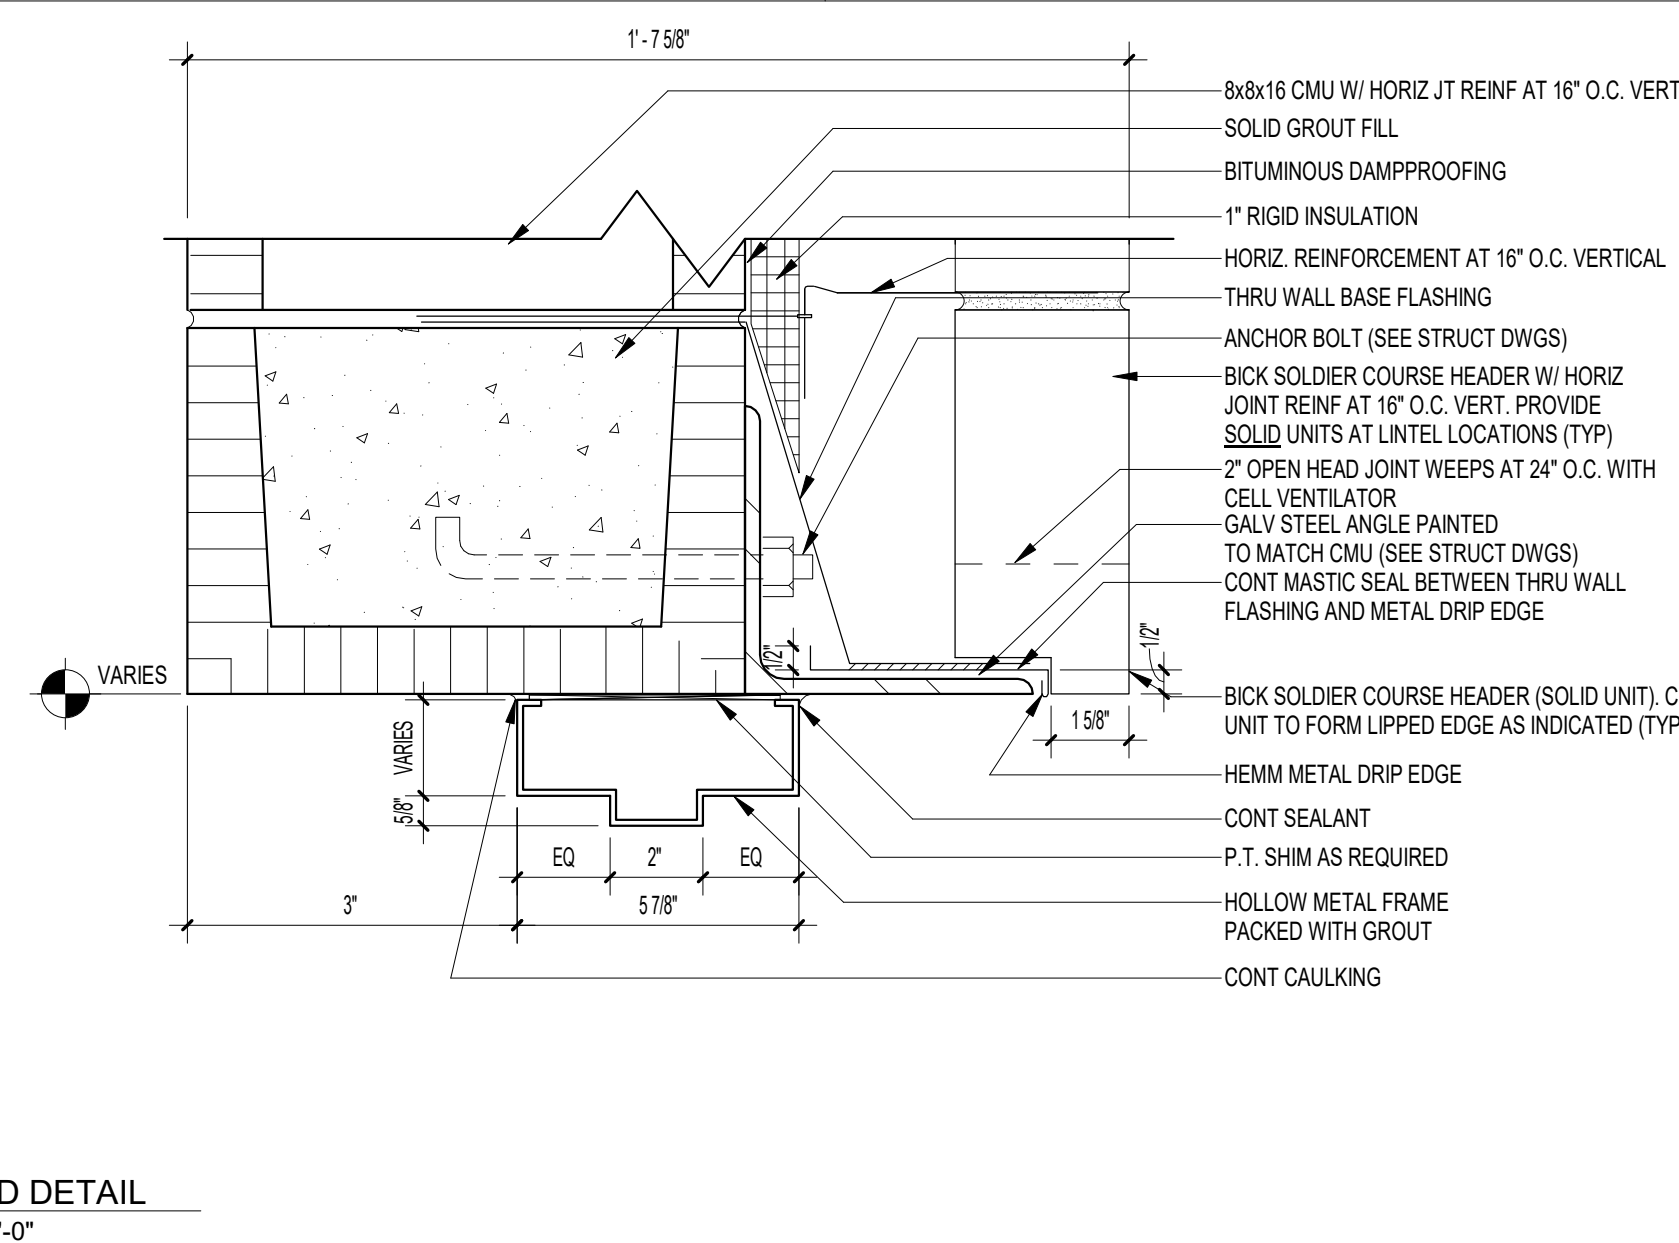 1' - 7 5/8"
8x8x16 CMU W/ HORIZ JT REINF AT 16" O.C. VERT
SOLID GROUT FILL
BITUMINOUS DAMPPROOFING
1" RIGID INSULATION
HORIZ. REINFORCEMENT AT 16" O.C. VERTICAL
THRU WALL BASE FLASHING
ANCHOR BOLT (SEE STRUCT DWGS)
BICK SOLDIER COURSE HEADER W/ HORIZ
JOINT REINF AT 16" O.C. VERT. PROVIDE
SOLID UNITS AT LINTEL LOCATIONS (TYP)
2" OPEN HEAD JOINT WEEPS AT 24" O.C. WITH
CELL VENTILATOR
GALV STEEL ANGLE PAINTED
TO MATCH CMU (SEE STRUCT DWGS)
CONT MASTIC SEAL BETWEEN THRU WALL
FLASHING AND METAL DRIP EDGE
1/2"
1/2"
VARIES
BICK SOLDIER COURSE HEADER (SOLID UNIT). C
UNIT TO FORM LIPPED EDGE AS INDICATED (TYP
1 5/8"
VARIES
5/8"
HEMM METAL DRIP EDGE
CONT SEALANT
P.T. SHIM AS REQUIRED
EQ
2"
EQ
3"
5 7/8"
HOLLOW METAL FRAME
PACKED WITH GROUT
CONT CAULKING
D DETAIL
'-0"